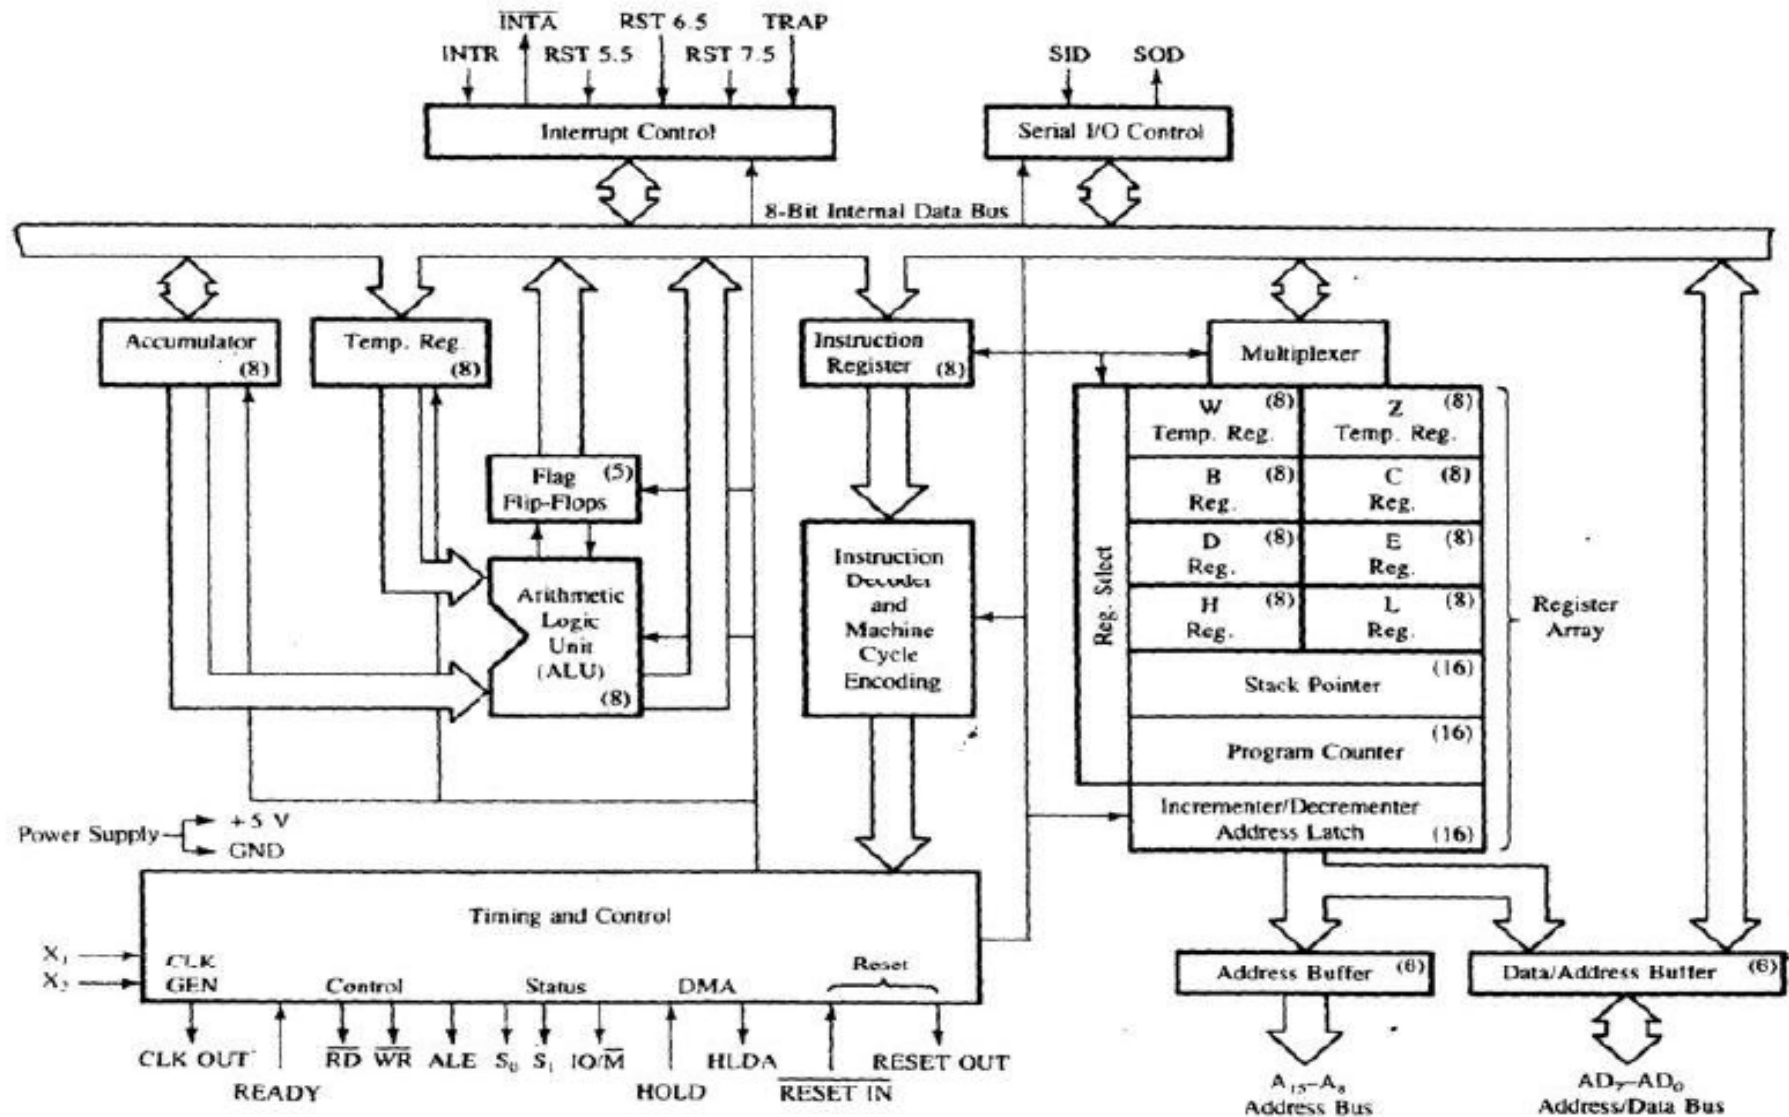 INTA RST 6.5 TRAP
INTR RST 5.5 RST 7.5
SID SOD
Interrupt Control
Serial I/O Control
8-Bit Internal Data Bus
Accumulator
(8)
Temp. Reg.
(8)
Instruction
Register (8)
Multiplexer
W (8)
Temp. Reg.
Z (8)
Temp. Reg.
Flag (5)
Flip-Flops
B (8)
Reg.
C (8)
Reg.
D (8)
Reg.
E (8)
Reg.
H (8)
Reg.
L (8)
Reg.
Reg. Select
Register
Array
Arithmetic
Logic
Unit
(ALU)
(8)
Instruction
Decoder
and
Machine
Cycle
Encoding
Stack Pointer (16)
Program Counter (16)
Incrementer/Decrementer
Address Latch (16)
Power Supply
+5 V
GND
Timing and Control
X₁
X₂
CLK
GEN
Control
Status
DMA
Reset
Address Buffer (6)
Data/Address Buffer (6)
CLK OUT RD WR ALE S₀ S₁ IO/M HLDA RESET OUT
READY HOLD RESET IN
A₁₅-A₈
Address Bus
AD₇-AD₀
Address/Data Bus